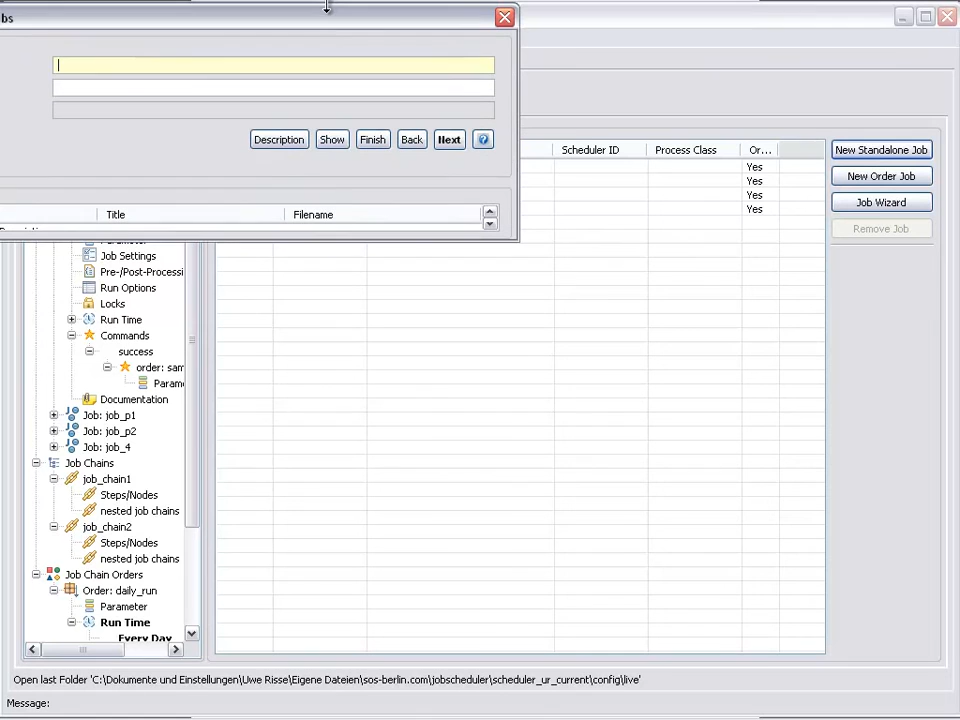 bs
Description Show Finish Back Next
Title Filename
Scheduler ID Process Class Or...
Yes
Yes
Yes
Yes
New Standalone Job
New Order Job
Job Wizard
Remove Job
Job Settings
Pre-/Post-Processi
Run Options
Locks
Run Time
Commands
success
order: sam
Parame
Documentation
Job: job_p1
Job: job_p2
Job: job_4
Job Chains
job_chain1
Steps/Nodes
nested job chains
job_chain2
Steps/Nodes
nested job chains
Job Chain Orders
Order: daily_run
Parameter
Run Time
Every Day
Open last Folder 'C:\Dokumente und Einstellungen\Uwe Risse\Eigene Dateien\sos-berlin.com\jobscheduler\scheduler_ur_current\config\live'
Message: